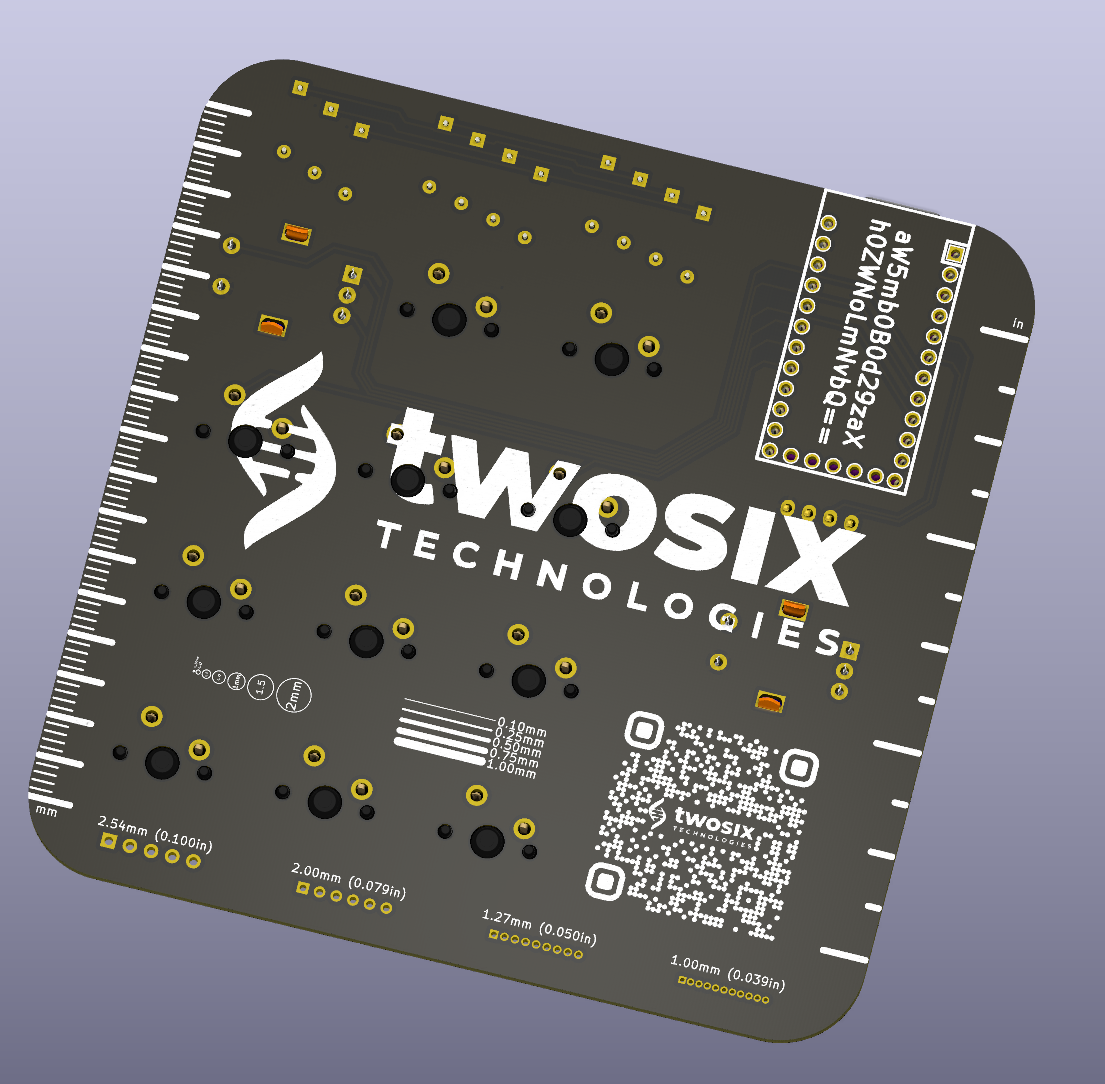 in
aW5mb0B0d29zaX
h0ZWNoLmNvbQ==
twosix
TECHNOLOGIES
1mm 1.5 2mm
0.10mm
0.25mm
0.50mm
0.75mm
1.00mm
twosix
TECHNOLOGIES
mm
2.54mm (0.100in)
2.00mm (0.079in)
1.27mm (0.050in)
1.00mm (0.039in)